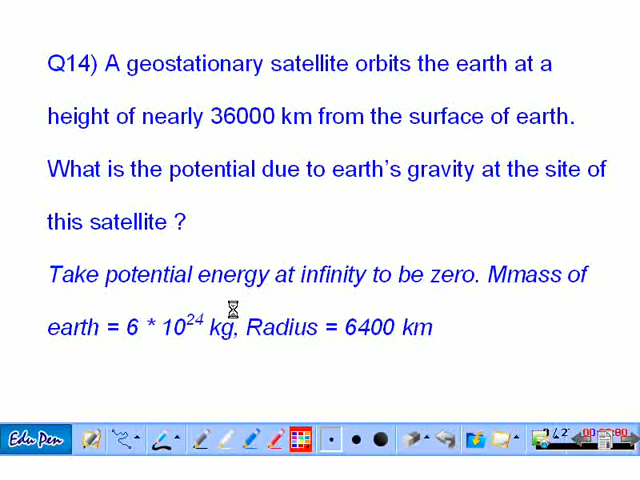 Q14) A geostationary satellite orbits the earth at a
height of nearly 36000 km from the surface of earth.
What is the potential due to earth's gravity at the site of
this satellite ?
Take potential energy at infinity to be zero. Mmass of
earth = 6 * 10²⁴ kg, Radius = 6400 km
Edu Pen